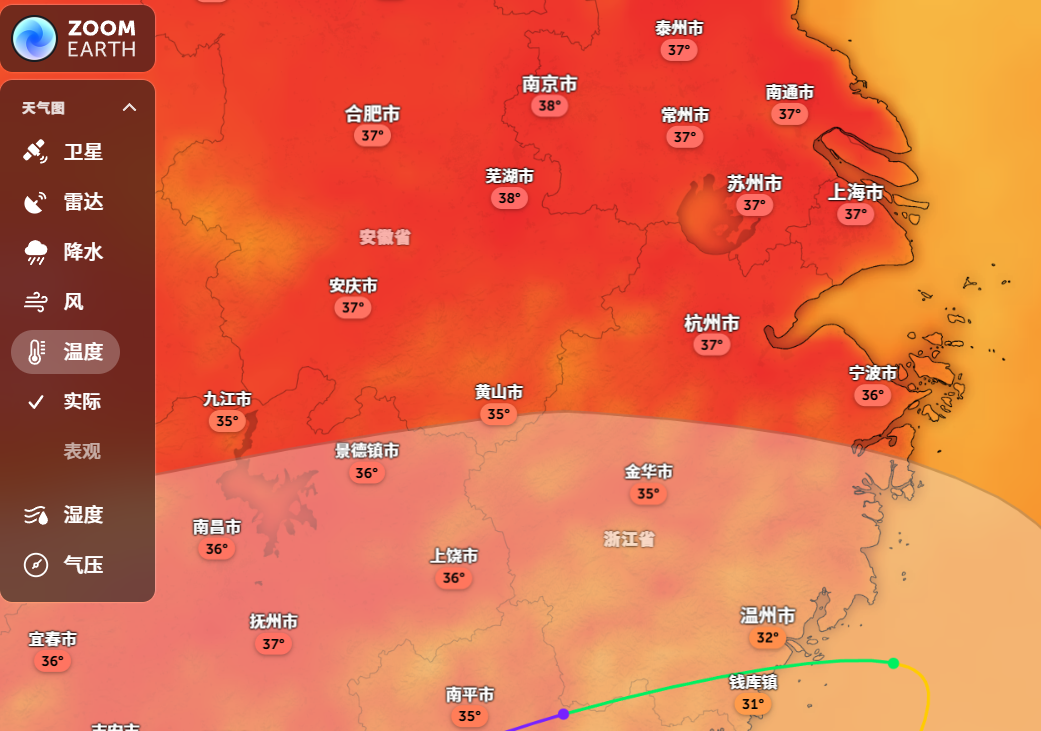 ZOOM
EARTH
天气图
卫星
雷达
降水
风
温度
实际
表观
湿度
气压
泰州市
37°
南京市
38°
南通市
37°
合肥市
37°
常州市
37°
芜湖市
38°
苏州市
37°
上海市
37°
安徽省
安庆市
37°
杭州市
37°
宁波市
36°
九江市
35°
黄山市
35°
景德镇市
36°
金华市
35°
南昌市
36°
浙江省
上饶市
36°
抚州市
37°
温州市
32°
宜春市
36°
钱库镇
31°
南平市
35°